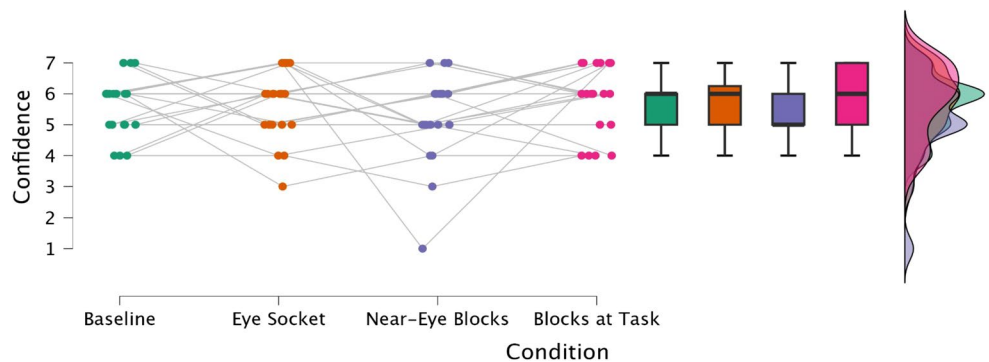 Confidence
7
6
5
4
3
2
1
Baseline Eye Socket Near-Eye Blocks Blocks at Task
Condition